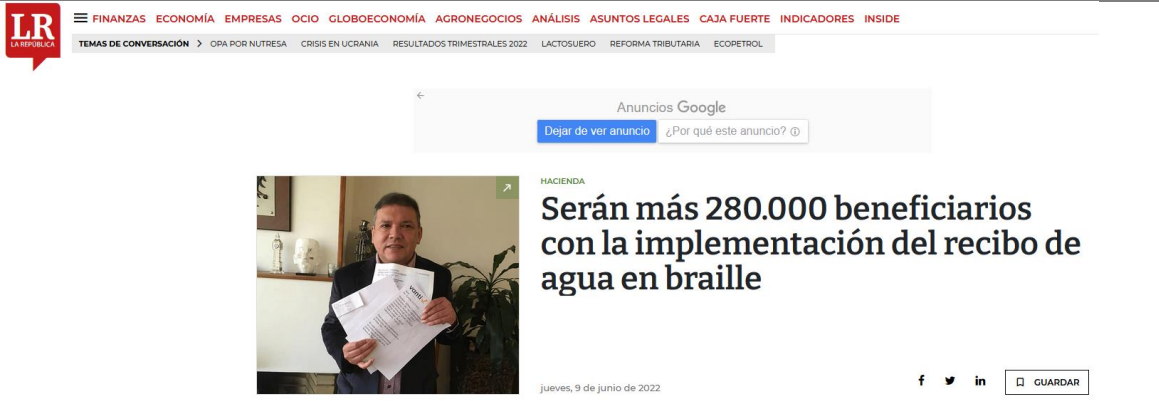 LR
LA REPÚBLICA
FINANZAS ECONOMÍA EMPRESAS OCIO GLOBOECONOMÍA AGRONEGOCIOS ANÁLISIS ASUNTOS LEGALES CAJA FUERTE INDICADORES INSIDE
TEMAS DE CONVERSACIÓN > OPA POR NUTRESA CRISIS EN UCRANIA RESULTADOS TRIMESTRALES 2022 LACTOSUERO REFORMA TRIBUTARIA ECOPETROL
Anuncios Google
Dejar de ver anuncio ¿Por qué este anuncio?
HACIENDA
Serán más 280.000 beneficiarios
con la implementación del recibo de
agua en braille
vanti
jueves, 9 de junio de 2022
GUARDAR